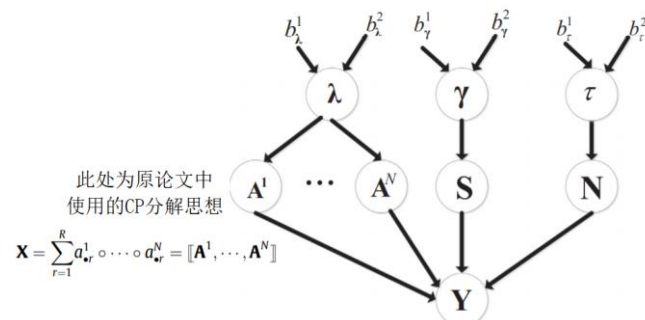 b_λ^1 b_λ^2 b_γ^1 b_γ^2 b_τ^1 b_τ^2
λ γ τ
此处为原论文中
使用的CP分解思想
A^1 ··· A^N S N
X = ∑_{r=1}^{R} a_{•r}^1 ∘ ··· ∘ a_{•r}^N = ⟦A^1, ···, A^N⟧
Y